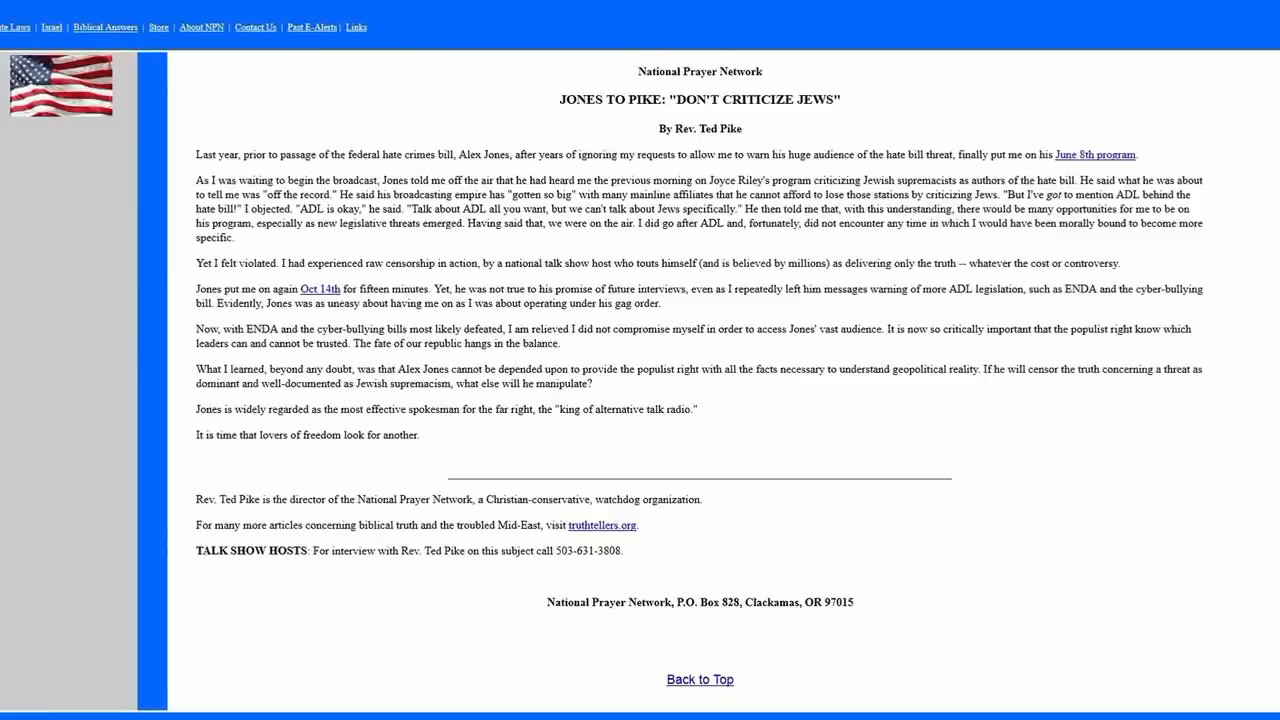 te Laws | Israel | Biblical Answers | Store | About NPN | Contact Us | Past E-Alerts | Links
National Prayer Network
JONES TO PIKE: "DON'T CRITICIZE JEWS"
By Rev. Ted Pike
Last year, prior to passage of the federal hate crimes bill, Alex Jones, after years of ignoring my requests to allow me to warn his huge audience of the hate bill threat, finally put me on his June 8th program.
As I was waiting to begin the broadcast, Jones told me off the air that he had heard me the previous morning on Joyce Riley's program criticizing Jewish supremacists as authors of the hate bill. He said what he was about
to tell me was "off the record." He said his broadcasting empire has "gotten so big" with many mainline affiliates that he cannot afford to lose those stations by criticizing Jews. "But I've got to mention ADL behind the
hate bill!" I objected. "ADL is okay," he said. "Talk about ADL all you want, but we can't talk about Jews specifically." He then told me that, with this understanding, there would be many opportunities for me to be on
his program, especially as new legislative threats emerged. Having said that, we were on the air. I did go after ADL and, fortunately, did not encounter any time in which I would have been morally bound to become more
specific.
Yet I felt violated. I had experienced raw censorship in action, by a national talk show host who touts himself (and is believed by millions) as delivering only the truth -- whatever the cost or controversy.
Jones put me on again Oct 14th for fifteen minutes. Yet, he was not true to his promise of future interviews, even as I repeatedly left him messages warning of more ADL legislation, such as ENDA and the cyber-bullying
bill. Evidently, Jones was as uneasy about having me on as I was about operating under his gag order.
Now, with ENDA and the cyber-bullying bills most likely defeated, I am relieved I did not compromise myself in order to access Jones' vast audience. It is now so critically important that the populist right know which
leaders can and cannot be trusted. The fate of our republic hangs in the balance.
What I learned, beyond any doubt, was that Alex Jones cannot be depended upon to provide the populist right with all the facts necessary to understand geopolitical reality. If he will censor the truth concerning a threat as
dominant and well-documented as Jewish supremacism, what else will he manipulate?
Jones is widely regarded as the most effective spokesman for the far right, the "king of alternative talk radio."
It is time that lovers of freedom look for another.
Rev. Ted Pike is the director of the National Prayer Network, a Christian-conservative, watchdog organization.
For many more articles concerning biblical truth and the troubled Mid-East, visit truthtellers.org.
TALK SHOW HOSTS: For interview with Rev. Ted Pike on this subject call 503-631-3808.
National Prayer Network, P.O. Box 828, Clackamas, OR 97015
Back to Top